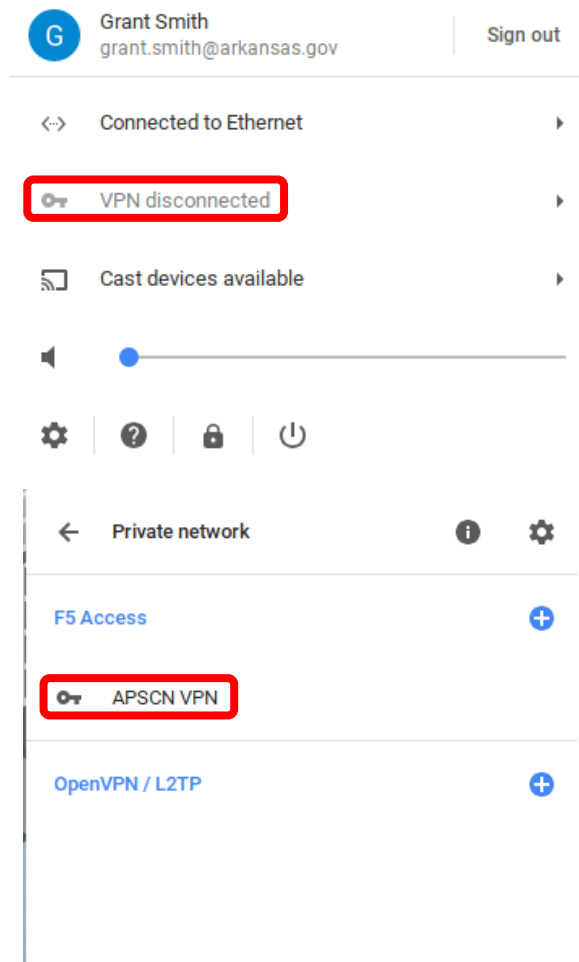 G
Grant Smith
grant.smith@arkansas.gov
Sign out
Connected to Ethernet
VPN disconnected
Cast devices available
Private network
F5 Access
APSCN VPN
OpenVPN / L2TP